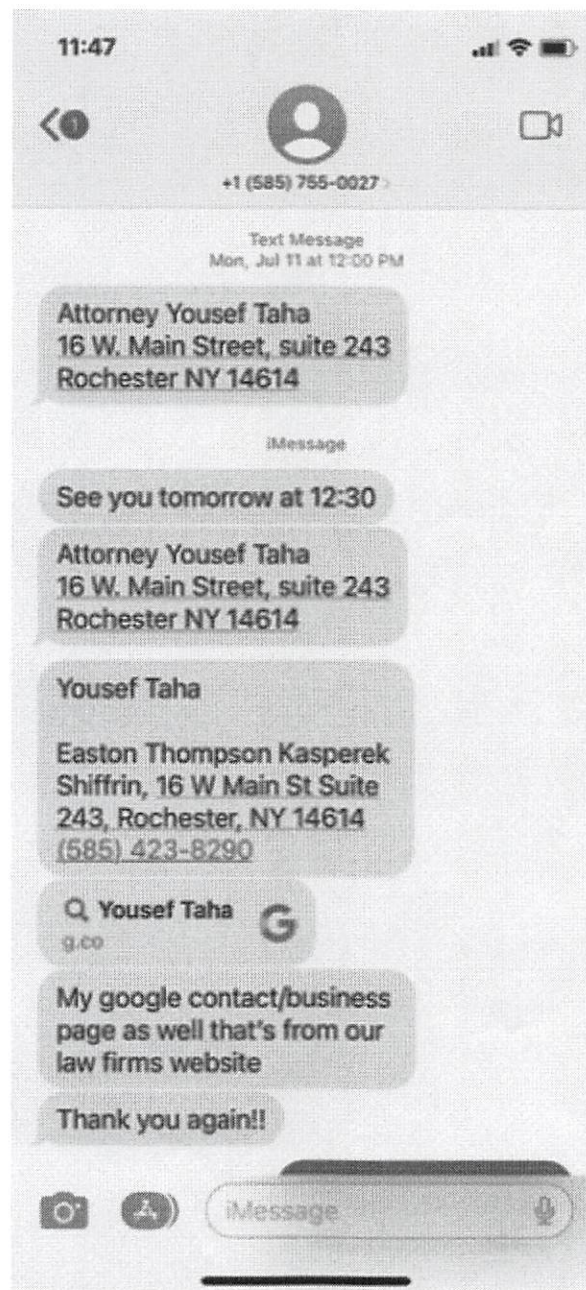 11:47
1
+1 (585) 755-0027 >
Text Message
Mon, Jul 11 at 12:00 PM
Attorney Yousef Taha
16 W. Main Street, suite 243
Rochester NY 14614
iMessage
See you tomorrow at 12:30
Attorney Yousef Taha
16 W. Main Street, suite 243
Rochester NY 14614
Yousef Taha
Easton Thompson Kasperek
Shiffrin, 16 W Main St Suite
243, Rochester, NY 14614
(585) 423-8290
Yousef Taha
G
g.co
My google contact/business
page as well that's from our
law firms website
Thank you again!!
iMessage